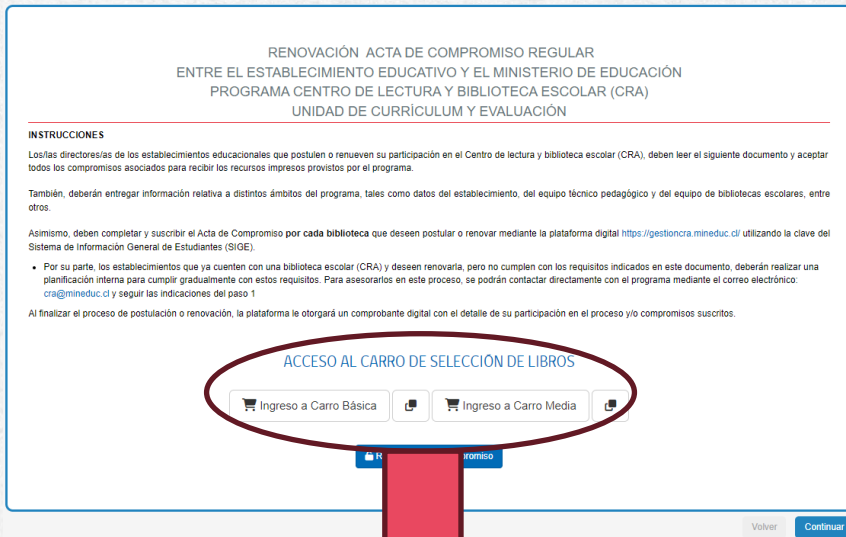 RENOVACIÓN ACTA DE COMPROMISO REGULAR
ENTRE EL ESTABLECIMIENTO EDUCATIVO Y EL MINISTERIO DE EDUCACIÓN
PROGRAMA CENTRO DE LECTURA Y BIBLIOTECA ESCOLAR (CRA)
UNIDAD DE CURRÍCULUM Y EVALUACIÓN
INSTRUCCIONES
Los/las directores/as de los establecimientos educacionales que postulen o renueven su participación en el Centro de lectura y biblioteca escolar (CRA), deben leer el siguiente documento y aceptar
todos los compromisos asociados para recibir los recursos impresos provistos por el programa.
También, deberán entregar información relativa a distintos ámbitos del programa, tales como datos del establecimiento, del equipo técnico pedagógico y del equipo de bibliotecas escolares, entre
otros.
Asimismo, deben completar y suscribir el Acta de Compromiso por cada biblioteca que deseen postular o renovar mediante la plataforma digital https://gestioncra.mineduc.cl/ utilizando la clave del
Sistema de Información General de Estudiantes (SIGE).
• Por su parte, los establecimientos que ya cuenten con una biblioteca escolar (CRA) y deseen renovarla, pero no cumplen con los requisitos indicados en este documento, deberán realizar una
planificación interna para cumplir gradualmente con estos requisitos. Para asesorarlos en este proceso, se podrán contactar directamente con el programa mediante el correo electrónico:
cra@mineduc.cl y seguir las indicaciones del paso 1
Al finalizar el proceso de postulación o renovación, la plataforma le otorgará un comprobante digital con el detalle de su participación en el proceso y/o compromisos suscritos.
ACCESO AL CARRO DE SELECCIÓN DE LIBROS
Ingreso a Carro Básica Ingreso a Carro Media
Volver Continuar